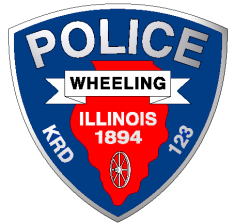 POLICE
WHEELING
ILLINOIS
1894
KRD
123